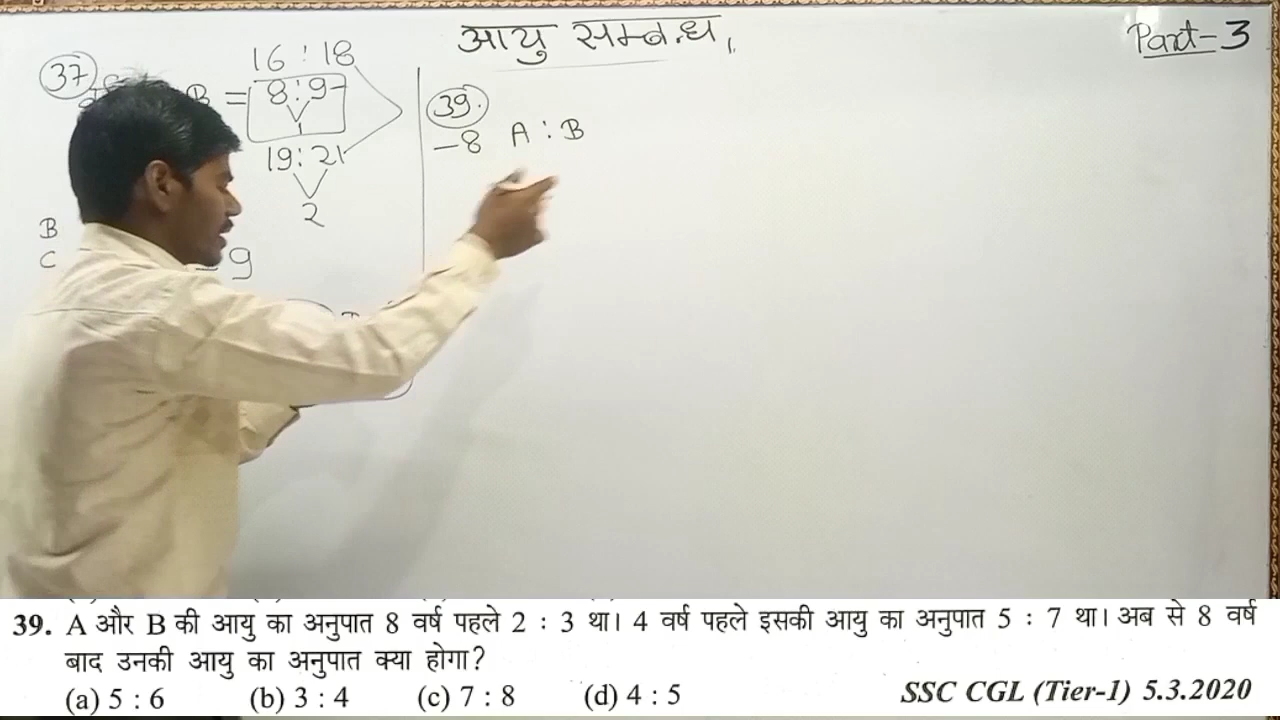 आयु सम्बन्ध,
Part-3
37
16 : 18
B = 8 : 9
1
19 : 21
2
B
C
9
39.
-8 A : B
39. A और B की आयु का अनुपात 8 वर्ष पहले 2 : 3 था। 4 वर्ष पहले इसकी आयु का अनुपात 5 : 7 था। अब से 8 वर्ष
बाद उनकी आयु का अनुपात क्या होगा?
(a) 5 : 6 (b) 3 : 4 (c) 7 : 8 (d) 4 : 5 SSC CGL (Tier-1) 5.3.2020